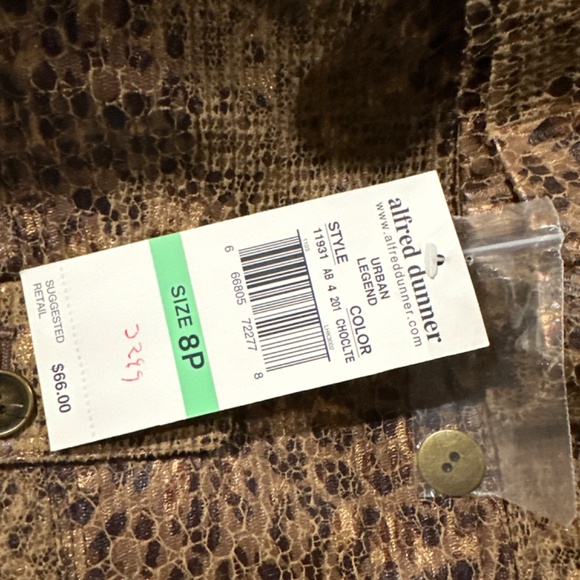 alfred dunner
www.alfreddunner.com
URBAN
LEGEND
STYLE COLOR
11931 AB 4 201 CHOCLTE
6 66805 72277 8
SIZE 8P
SUGGESTED
RETAIL $66.00